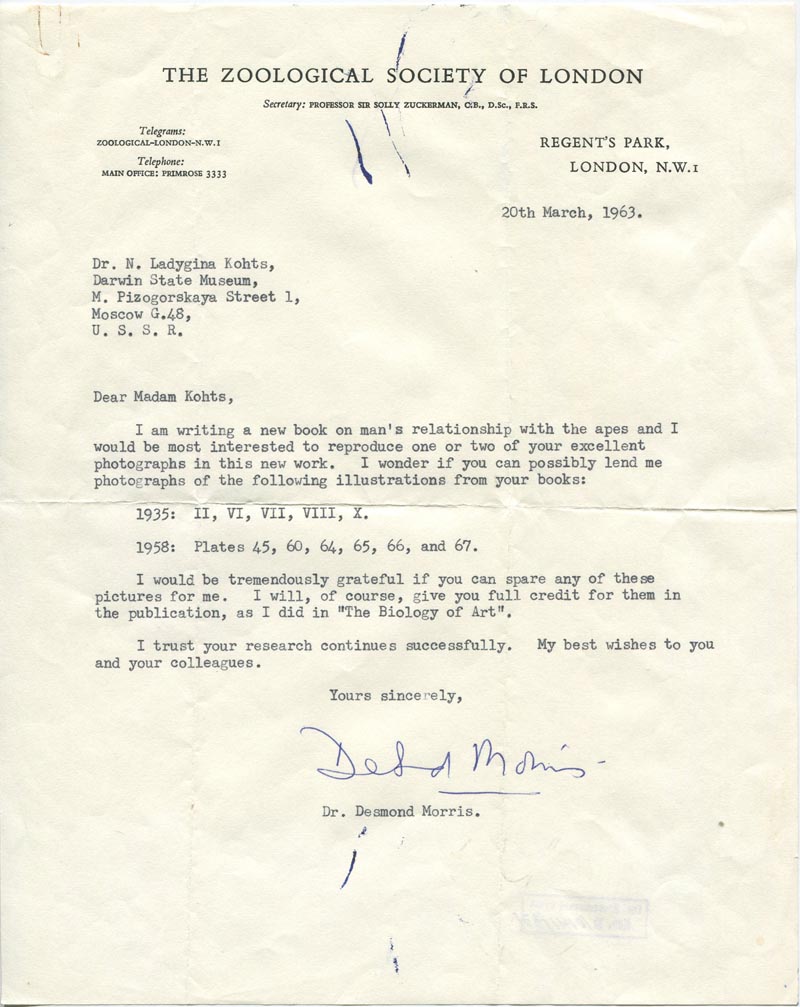 THE ZOOLOGICAL SOCIETY OF LONDON
Secretary: PROFESSOR SIR SOLLY ZUCKERMAN, C.B., D.Sc., F.R.S.
Telegrams:
ZOOLOGICAL-LONDON-N.W.1
Telephone:
MAIN OFFICE: PRIMROSE 3333
REGENT'S PARK,
LONDON, N.W.1
20th March, 1963.
Dr. N. Ladygina Kohts,
Darwin State Museum,
M. Pizogorskaya Street 1,
Moscow G.48,
U. S. S. R.
Dear Madam Kohts,
I am writing a new book on man's relationship with the apes and I
would be most interested to reproduce one or two of your excellent
photographs in this new work. I wonder if you can possibly lend me
photographs of the following illustrations from your books:
1935: II, VI, VII, VIII, X.
1958: Plates 45, 60, 64, 65, 66, and 67.
I would be tremendously grateful if you can spare any of these
pictures for me. I will, of course, give you full credit for them in
the publication, as I did in "The Biology of Art".
I trust your research continues successfully. My best wishes to you
and your colleagues.
Yours sincerely,
Desmond Morris
Dr. Desmond Morris.